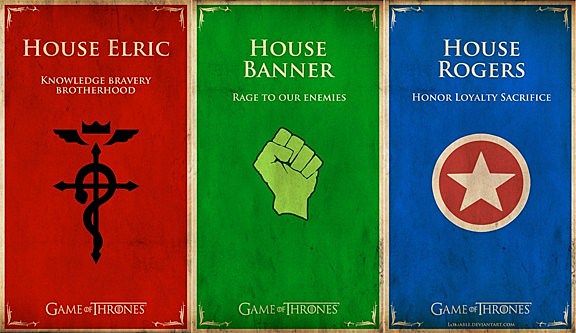 House Elric
Knowledge bravery
brotherhood
Game of Thrones
House
Banner
Rage to our enemies
Game of Thrones
House
Rogers
Honor Loyalty Sacrifice
Game of Thrones